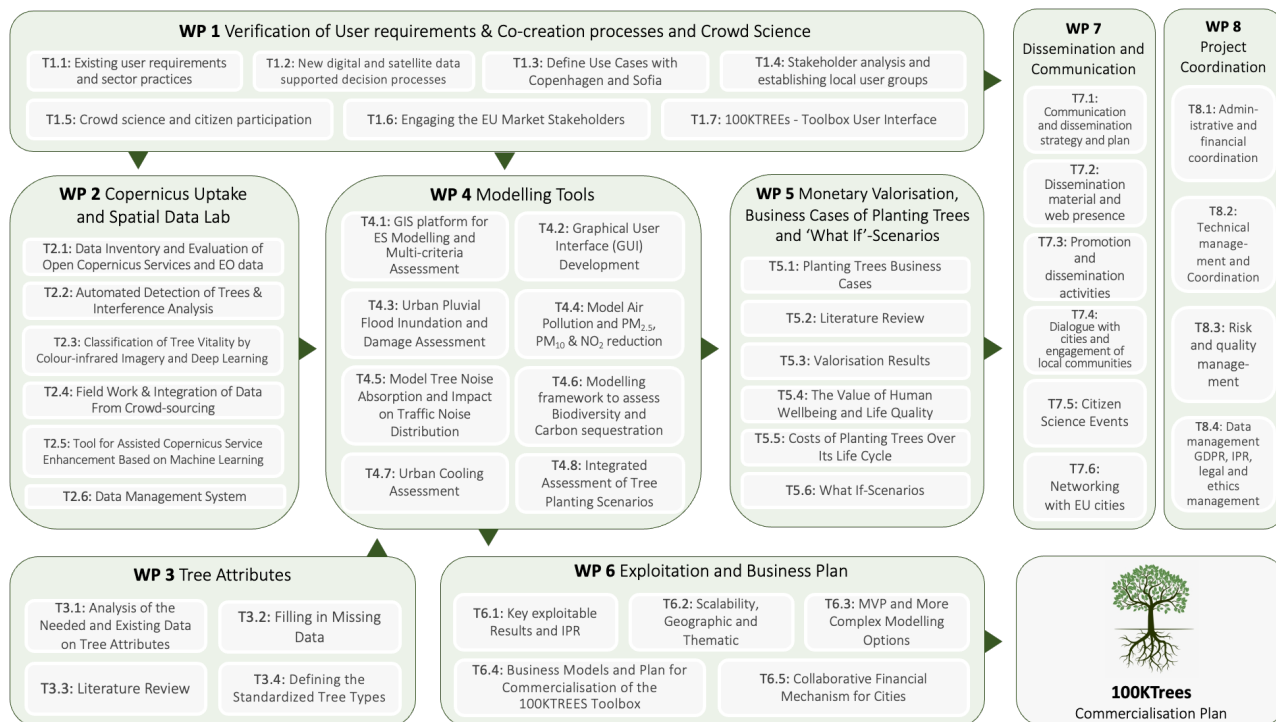 WP 1 Verification of User requirements & Co-creation processes and Crowd Science
T1.1: Existing user requirements
and sector practices
T1.2: New digital and satellite data
supported decision processes
T1.3: Define Use Cases with
Copenhagen and Sofia
T1.4: Stakeholder analysis and
establishing local user groups
T1.5: Crowd science and citizen participation
T1.6: Engaging the EU Market Stakeholders
T1.7: 100KTREEs - Toolbox User Interface
WP 2 Copernicus Uptake
and Spatial Data Lab
T2.1: Data Inventory and Evaluation of
Open Copernicus Services and EO data
T2.2: Automated Detection of Trees &
Interference Analysis
T2.3: Classification of Tree Vitality by
Colour-infrared Imagery and Deep Learning
T2.4: Field Work & Integration of Data
From Crowd-sourcing
T2.5: Tool for Assisted Copernicus Service
Enhancement Based on Machine Learning
T2.6: Data Management System
WP 4 Modelling Tools
T4.1: GIS platform for
ES Modelling and
Multi-criteria
Assessment
T4.2: Graphical User
Interface (GUI)
Development
T4.3: Urban Pluvial
Flood Inundation and
Damage Assessment
T4.4: Model Air
Pollution and PM2.5,
PM10 & NO2 reduction
T4.5: Model Tree Noise
Absorption and Impact
on Traffic Noise
Distribution
T4.6: Modelling
framework to assess
Biodiversity and
Carbon sequestration
T4.7: Urban Cooling
Assessment
T4.8: Integrated
Assessment of Tree
Planting Scenarios
WP 5 Monetary Valorisation,
Business Cases of Planting Trees
and ‘What If’-Scenarios
T5.1: Planting Trees Business
Cases
T5.2: Literature Review
T5.3: Valorisation Results
T5.4: The Value of Human
Wellbeing and Life Quality
T5.5: Costs of Planting Trees Over
Its Life Cycle
T5.6: What If-Scenarios
WP 7
Dissemination and
Communication
T7.1:
Communication
and dissemination
strategy and plan
T7.2:
Dissemination
material and web
presence
T7.3: Promotion
and
dissemination
activities
T7.4:
Dialogue with
cities and
engagement of
local communities
T7.5: Citizen
Science Events
T7.6:
Networking
with EU cities
WP 8
Project
Coordination
T8.1: Admin-
istrative and
financial
coordination
T8.2:
Technical
manage-
ment and
Coordination
T8.3: Risk
and quality
manage-
ment
T8.4: Data
management
GDPR, IPR,
legal and
ethics
management
WP 3 Tree Attributes
T3.1: Analysis of the
Needed and Existing Data
on Tree Attributes
T3.2: Filling in Missing
Data
T3.3: Literature Review
T3.4: Defining the
Standardized Tree Types
WP 6 Exploitation and Business Plan
T6.1: Key exploitable
Results and IPR
T6.2: Scalability,
Geographic and
Thematic
T6.3: MVP and More
Complex Modelling
Options
T6.4: Business Models and Plan for
Commercialisation of the
100KTREES Toolbox
T6.5: Collaborative Financial
Mechanism for Cities
100KTrees
Commercialisation Plan